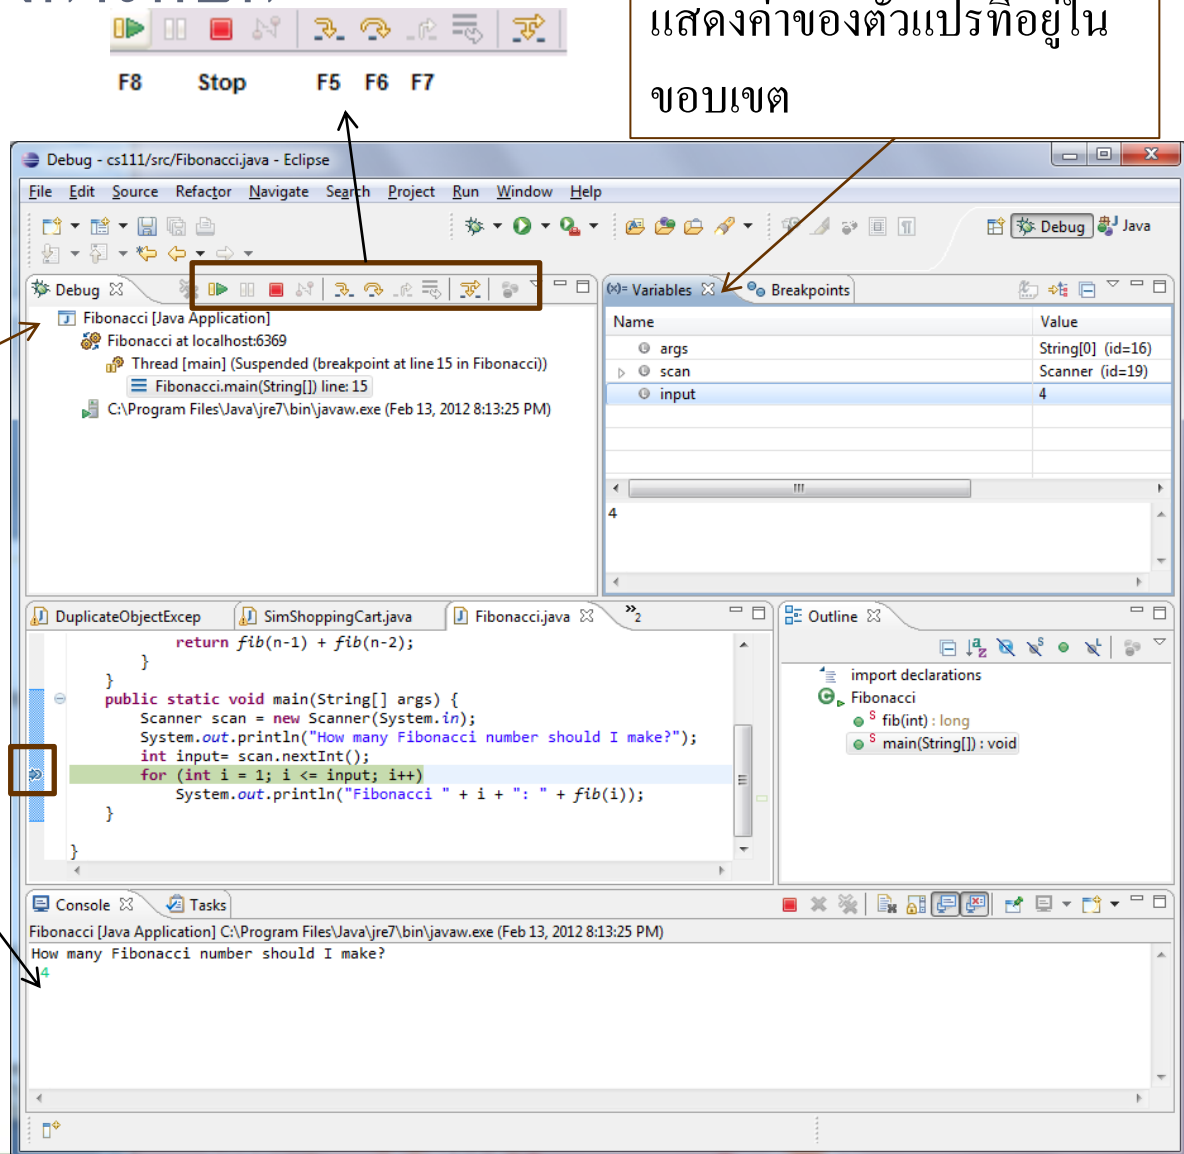 แสดงค่าของตัวแปรที่อยู่ใน
ขอบเขต
F8 Stop F5 F6 F7
Debug - cs111/src/Fibonacci.java - Eclipse
File Edit Source Refactor Navigate Search Project Run Window Help
Debug Java
Debug
Fibonacci [Java Application]
Fibonacci at localhost:6369
Thread [main] (Suspended (breakpoint at line 15 in Fibonacci))
Fibonacci.main(String[]) line: 15
C:\Program Files\Java\jre7\bin\javaw.exe (Feb 13, 2012 8:13:25 PM)
(x)= Variables Breakpoints
Name Value
args String[0] (id=16)
scan Scanner (id=19)
input 4
4
DuplicateObjectExcep SimShoppingCart.java Fibonacci.java »2
return fib(n-1) + fib(n-2);
}
}
public static void main(String[] args) {
Scanner scan = new Scanner(System.in);
System.out.println("How many Fibonacci number should I make?");
int input= scan.nextInt();
for (int i = 1; i <= input; i++)
System.out.println("Fibonacci " + i + ": " + fib(i));
}
}
Outline
import declarations
Fibonacci
fib(int) : long
main(String[]) : void
Console Tasks
Fibonacci [Java Application] C:\Program Files\Java\jre7\bin\javaw.exe (Feb 13, 2012 8:13:25 PM)
How many Fibonacci number should I make?
4